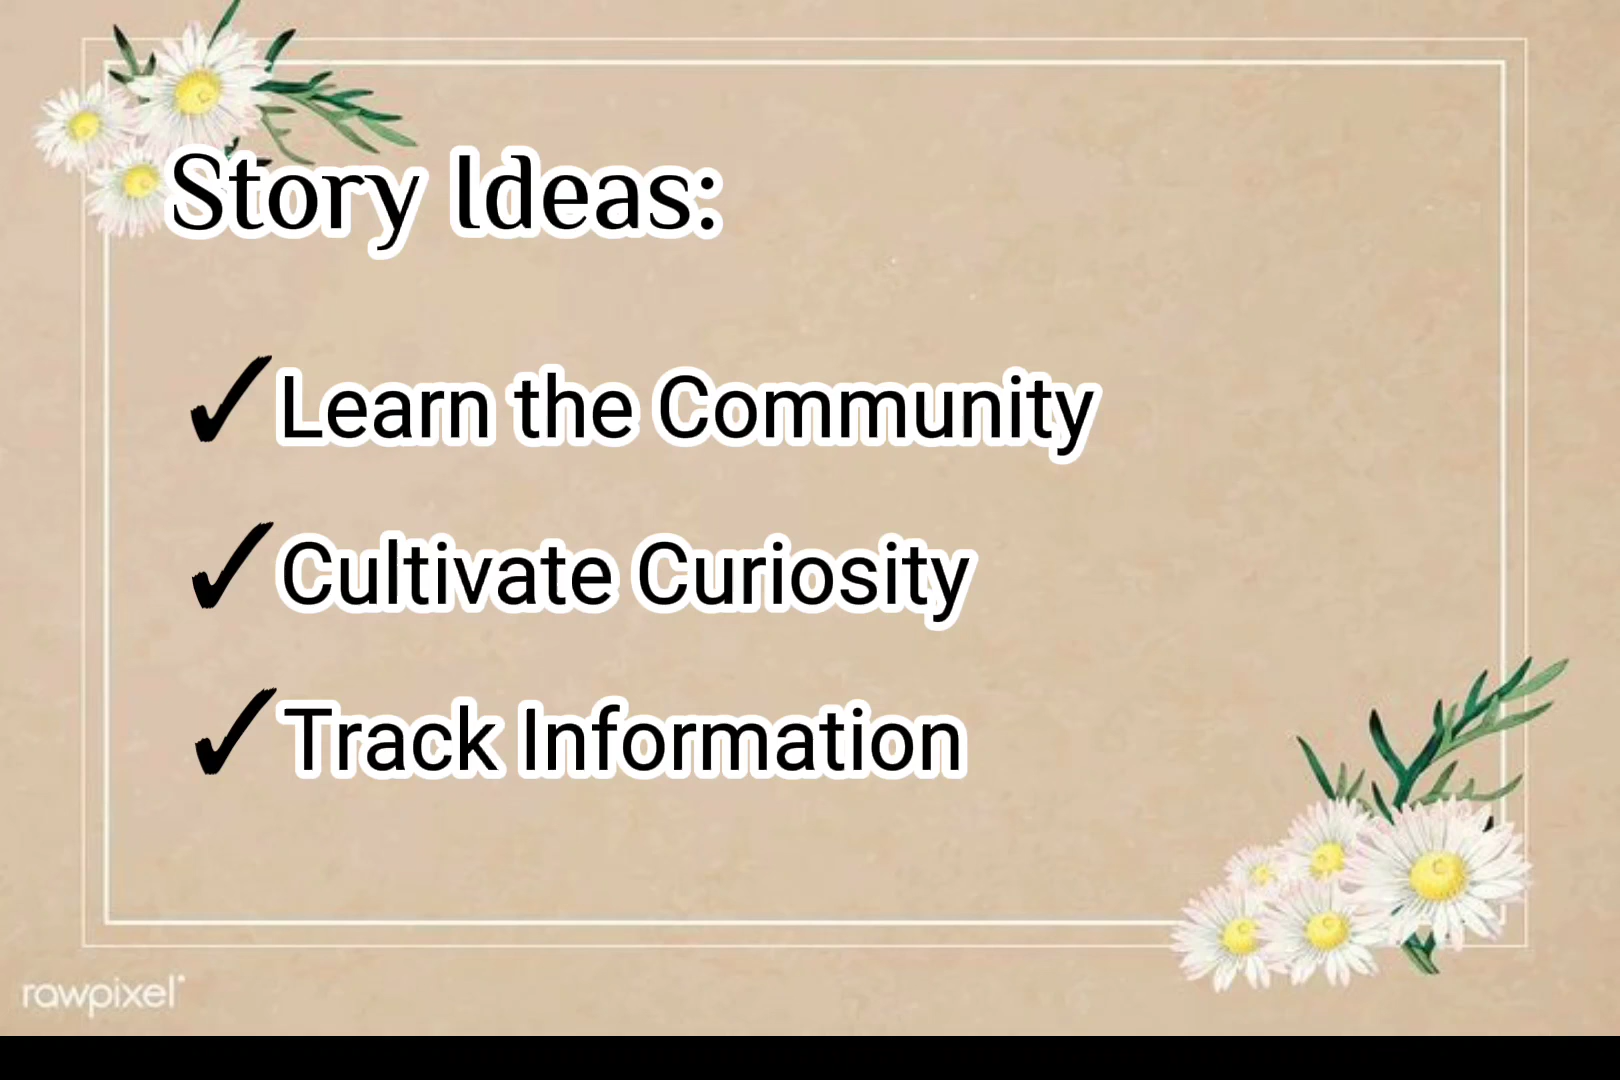 Story Ideas:
✓Learn the Community
✓Cultivate Curiosity
✓Track Information
rawpixel